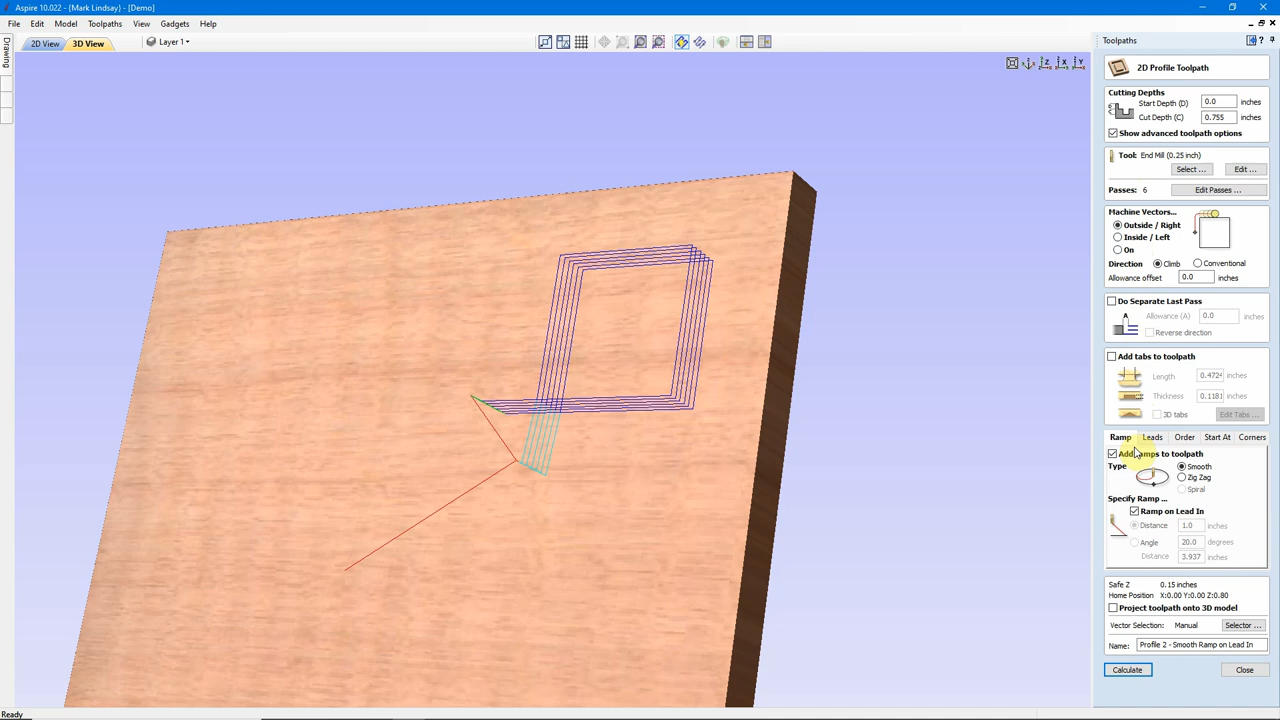 Aspire 10.022 - (Mark Lindsay) - [Demo]
File Edit Model Toolpaths View Gadgets Help
2D View 3D View Layer 1
Drawing
Toolpaths
2D Profile Toolpath
Cutting Depths
Start Depth (D) 0.0 inches
Cut Depth (C) 0.755 inches
Show advanced toolpath options
Tool: End Mill (0.25 inch)
Select ... Edit ...
Passes: 6 Edit Passes ...
Machine Vectors...
Outside / Right
Inside / Left
On
Direction Climb Conventional
Allowance offset 0.0 inches
Do Separate Last Pass
A Allowance (A) 0.0 inches
Reverse direction
Add tabs to toolpath
Length 0.4724 inches
Thickness 0.1181 inches
3D tabs Edit Tabs ...
Ramp Leads Order Start At Corners
Add ramps to toolpath
Type Smooth
Zig Zag
Spiral
Specify Ramp ...
Ramp on Lead In
Distance 1.0 inches
Angle 20.0 degrees
Distance 3.937 inches
Safe Z 0.15 inches
Home Position X:0.00 Y:0.00 Z:0.80
Project toolpath onto 3D model
Vector Selection: Manual Selector ...
Name: Profile 2 - Smooth Ramp on Lead In
Calculate Close
Ready